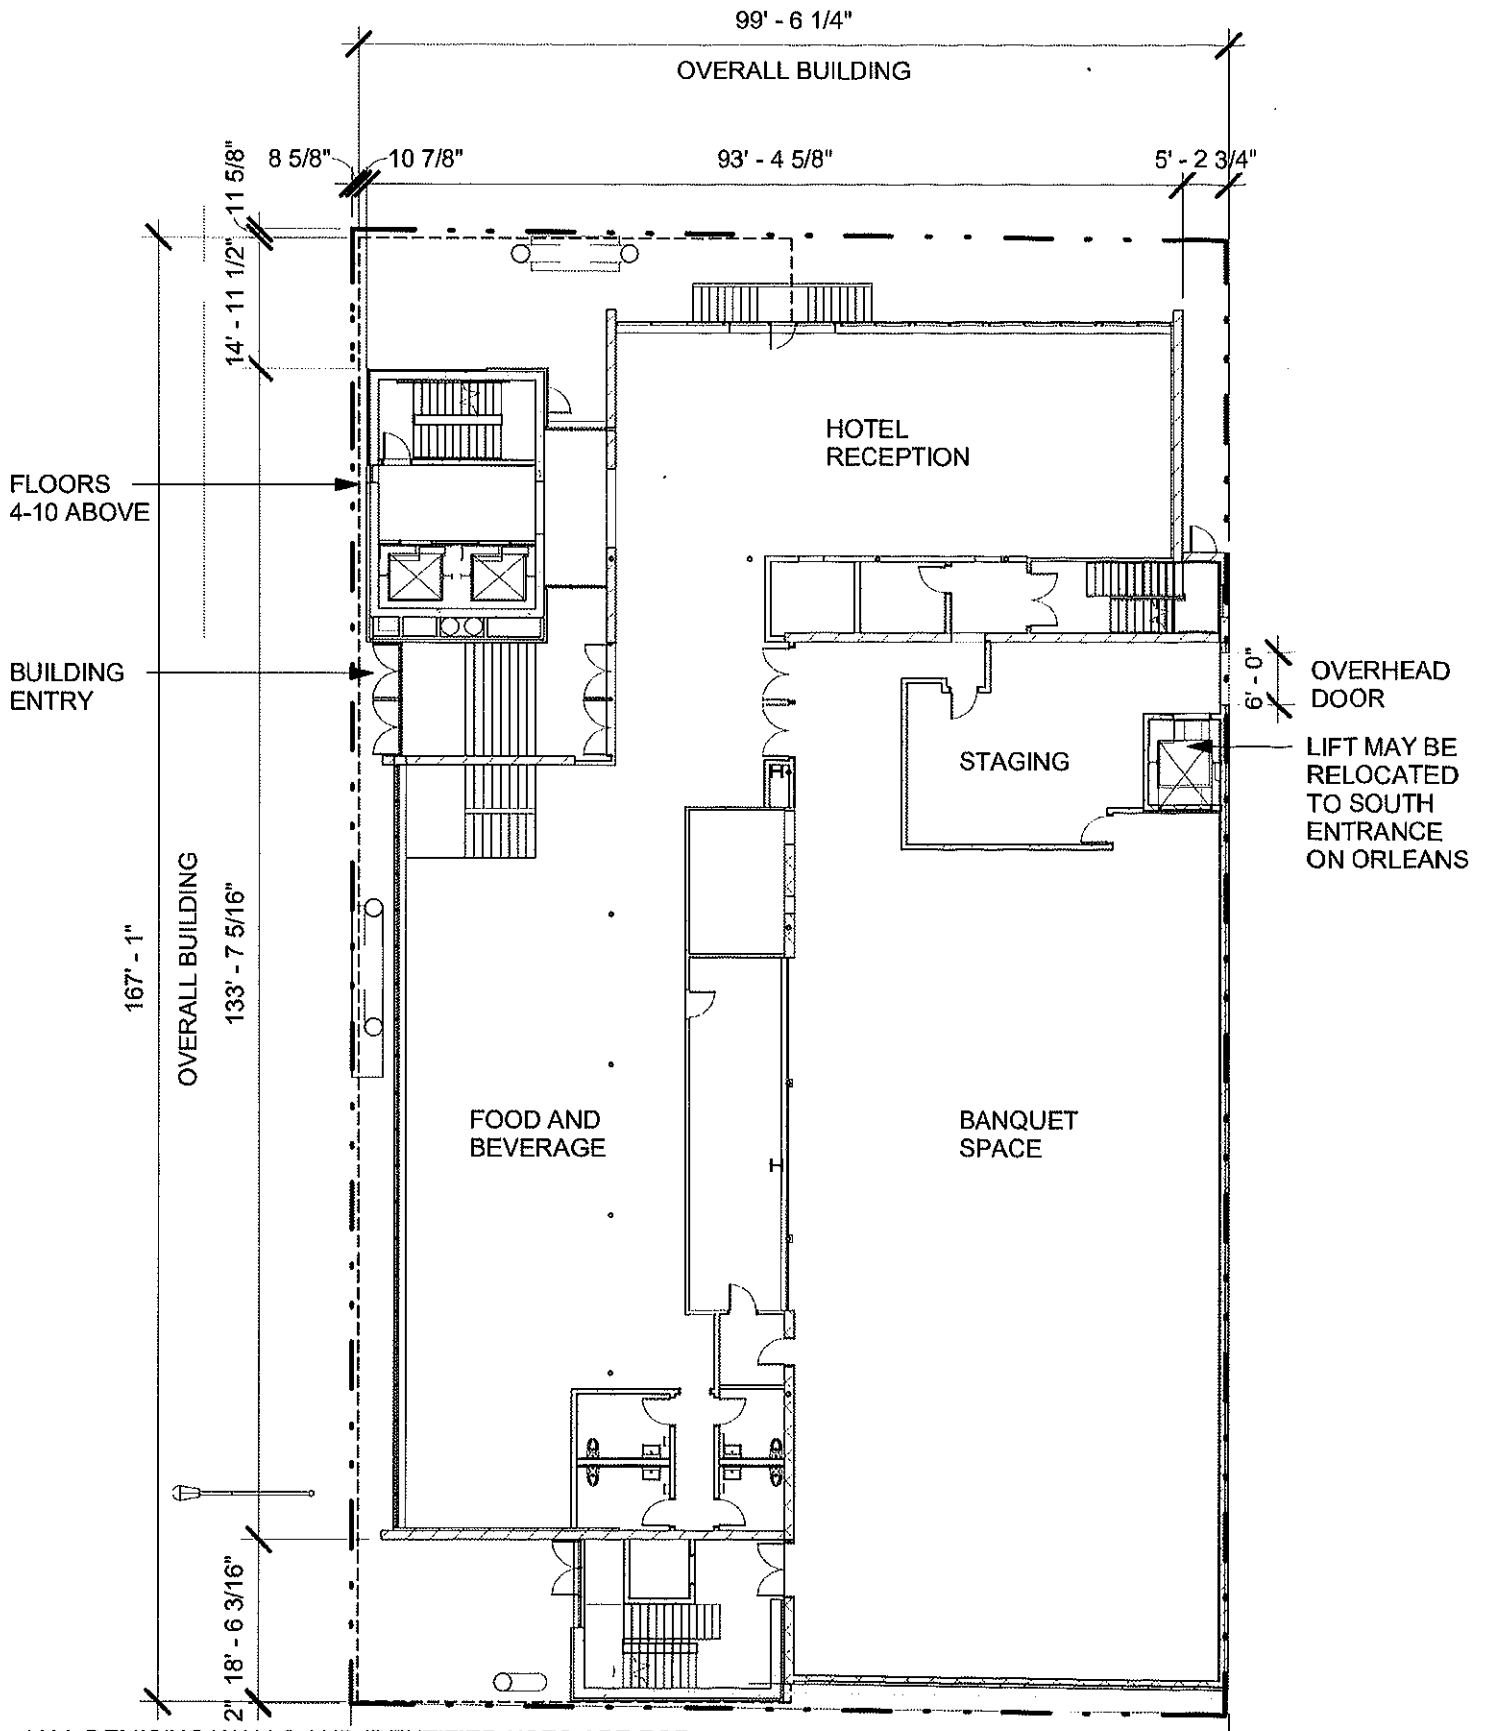 99' - 6 1/4"
OVERALL BUILDING
8 5/8"
10 7/8"
93' - 4 5/8"
5' - 2 3/4"
11 5/8"
14' - 11 1/2"
HOTEL
RECEPTION
FLOORS
4-10 ABOVE
BUILDING
ENTRY
6' - 0"
OVERHEAD
DOOR
STAGING
LIFT MAY BE
RELOCATED
TO SOUTH
ENTRANCE
ON ORLEANS
167' - 1"
OVERALL BUILDING
133' - 7 5/16"
FOOD AND
BEVERAGE
BANQUET
SPACE
18' - 6 3/16"
2"